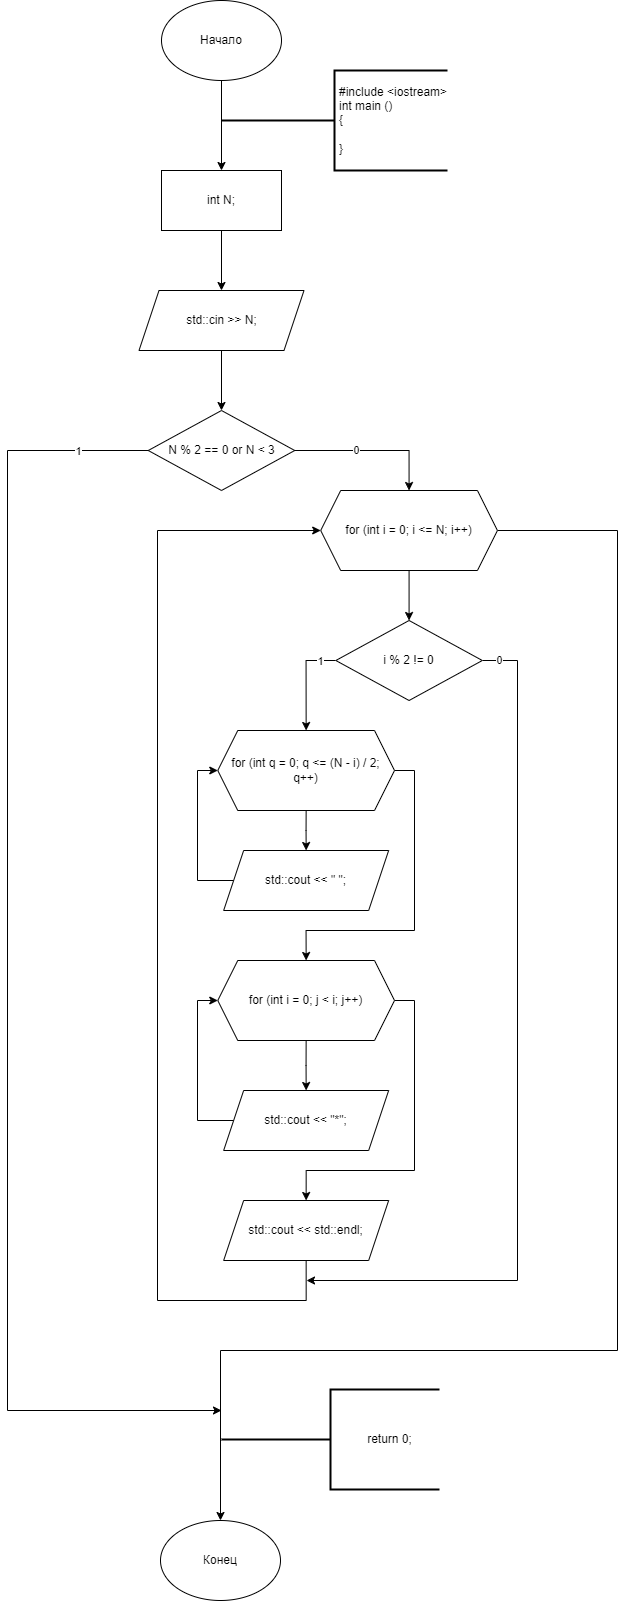 Начало
#include <iostream>
int main ()
{
}
int N;
std::cin >> N;
N % 2 == 0 or N < 3
1
0
for (int i = 0; i <= N; i++)
i % 2 != 0
1
0
for (int q = 0; q <= (N - i) / 2;
q++)
std::cout << " ";
for (int i = 0; j < i; j++)
std::cout << "*";
std::cout << std::endl;
return 0;
Конец